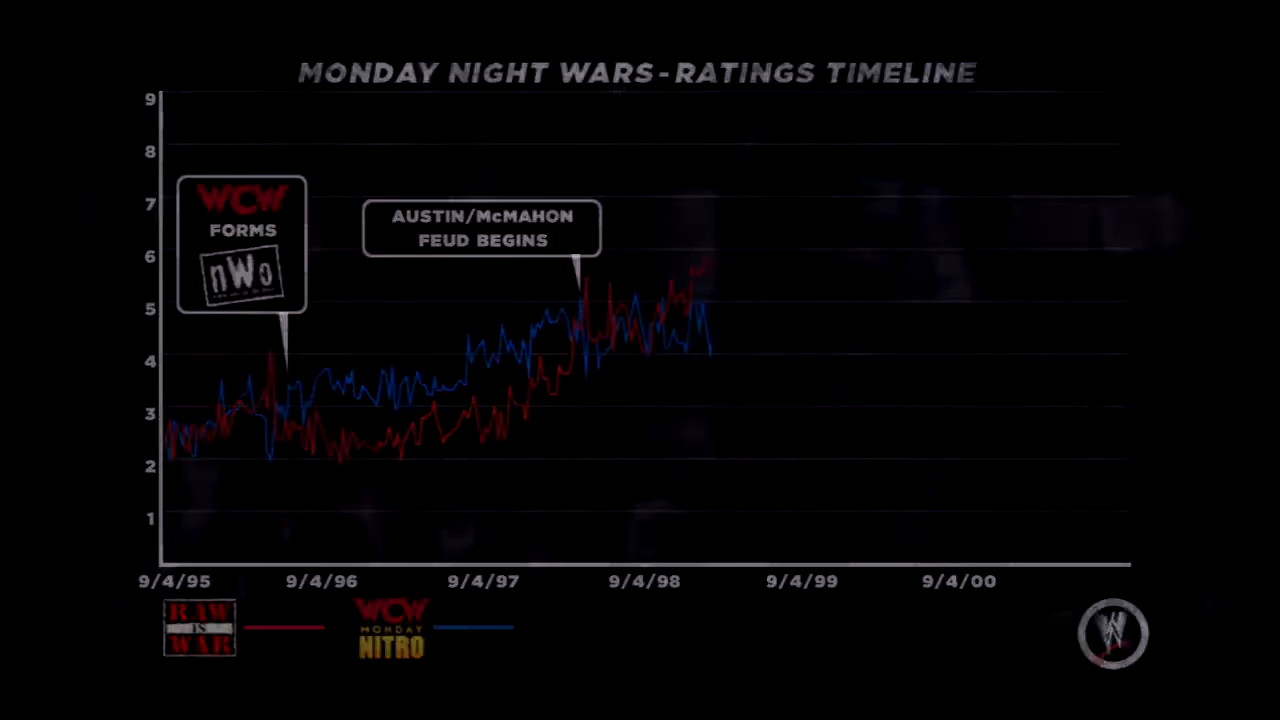 MONDAY NIGHT WARS-RATINGS TIMELINE
9
8
7
6
5
4
3
2
1
WCW
FORMS
nWo
AUSTIN/McMAHON
FEUD BEGINS
9/4/95 9/4/96 9/4/97 9/4/98 9/4/99 9/4/00
RAW
IS
WAR
WCW
MONDAY
NITRO
W